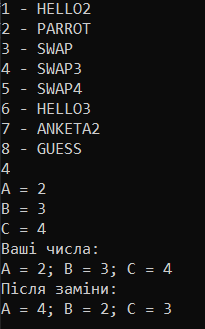 1 - HELLO2
2 - PARROT
3 - SWAP
4 - SWAP3
5 - SWAP4
6 - HELLO3
7 - ANKETA2
8 - GUESS
4
A = 2
B = 3
C = 4
Ваші числа:
A = 2; B = 3; C = 4
Після заміни:
A = 4; B = 2; C = 3